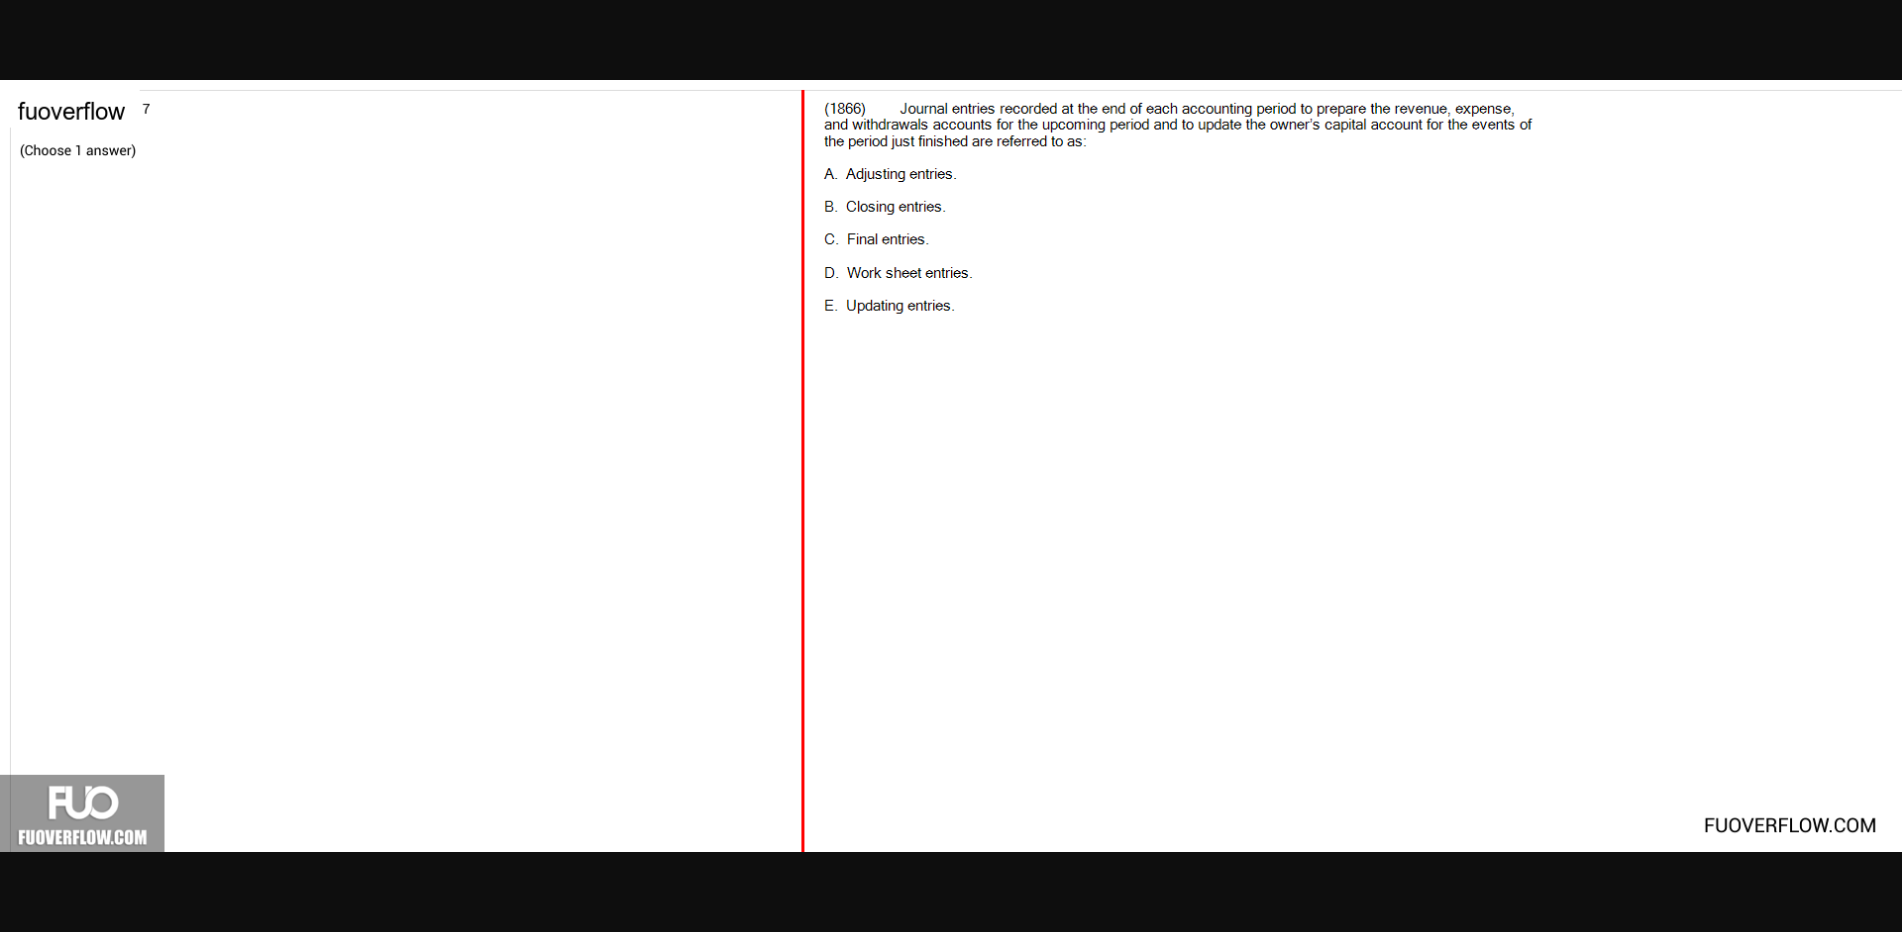 fuoverflow 7
(Choose 1 answer)
(1866) Journal entries recorded at the end of each accounting period to prepare the revenue, expense,
and withdrawals accounts for the upcoming period and to update the owner's capital account for the events of
the period just finished are referred to as:
A. Adjusting entries.
B. Closing entries.
C. Final entries.
D. Work sheet entries.
E. Updating entries.
FUO
FUOVERFLOW.COM
FUOVERFLOW.COM